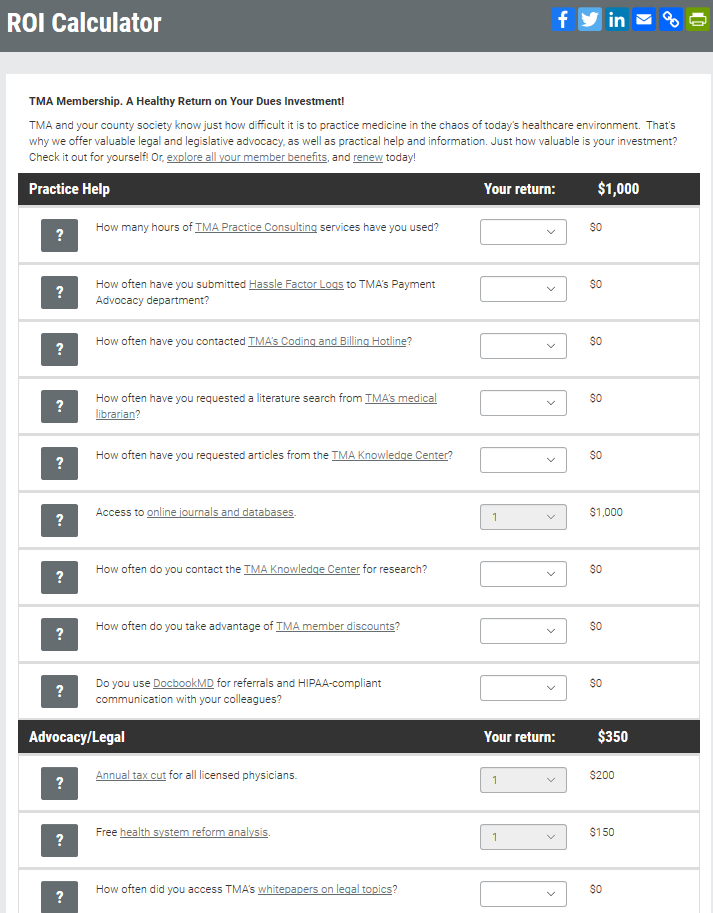 ROI Calculator
f in
TMA Membership. A Healthy Return on Your Dues Investment!
TMA and your county society know just how difficult it is to practice medicine in the chaos of today's healthcare environment. That's
why we offer valuable legal and legislative advocacy, as well as practical help and information. Just how valuable is your investment?
Check it out for yourself! Or, explore all your member benefits, and renew today!
Practice Help Your return: $1,000
? How many hours of TMA Practice Consulting services have you used? $0
? How often have you submitted Hassle Factor Logs to TMA's Payment $0
Advocacy department?
? How often have you contacted TMA's Coding and Billing Hotline? $0
? How often have you requested a literature search from TMA's medical $0
librarian?
? How often have you requested articles from the TMA Knowledge Center? $0
? Access to online journals and databases. 1 $1,000
? How often do you contact the TMA Knowledge Center for research? $0
? How often do you take advantage of TMA member discounts? $0
? Do you use DocbookMD for referrals and HIPAA-compliant $0
communication with your colleagues?
Advocacy/Legal Your return: $350
? Annual tax cut for all licensed physicians. 1 $200
? Free health system reform analysis. 1 $150
? How often did you access TMA's whitepapers on legal topics? $0